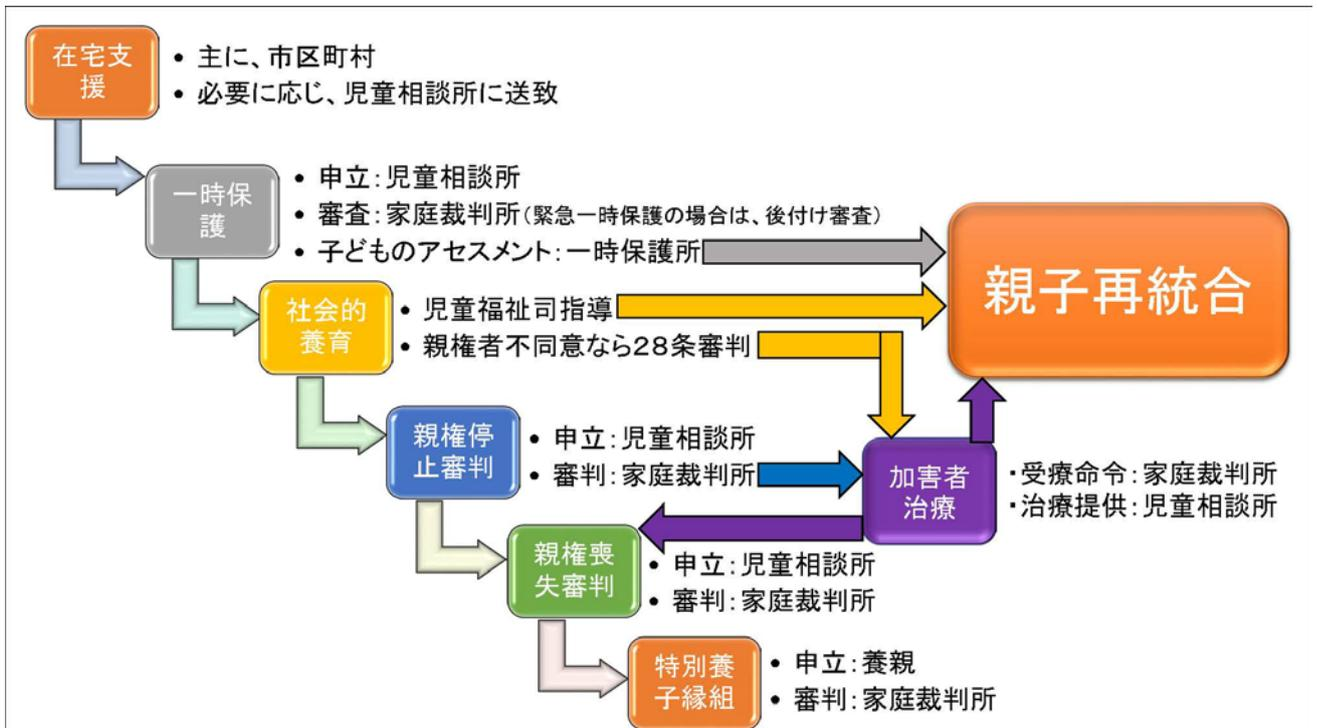 在宅支
援
• 主に、市区町村
• 必要に応じ、児童相談所に送致
一時保
護
• 申立：児童相談所
• 審査：家庭裁判所（緊急一時保護の場合は、後付け審査）
• 子どものアセスメント：一時保護所
親子再統合
社会的
養育
• 児童福祉司指導
• 親権者不同意なら２８条審判
親権停
止審判
• 申立：児童相談所
• 審判：家庭裁判所
加害者
治療
・受療命令：家庭裁判所
・治療提供：児童相談所
親権喪
失審判
• 申立：児童相談所
• 審判：家庭裁判所
特別養
子縁組
• 申立：養親
• 審判：家庭裁判所